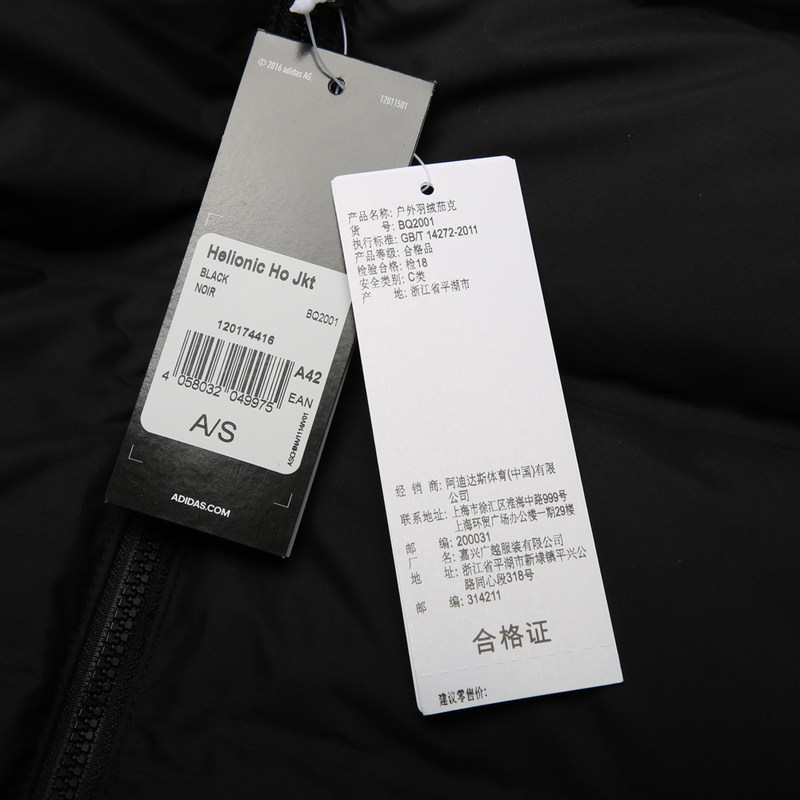 © 2016 adidas AG.
12011501
Helionic Ho Jkt
BLACK
NOIR
BQ2001
120174416
A42
4 058032 049975
EAN
A/S
ADIDAS.COM
产品名称: 户外羽绒茄克
货 号: BQ2001
执行标准: GB/T 14272-2011
产品等级: 合格品
检验合格: 检18
安全类别: C类
产 地: 浙江省平湖市
经 销 商: 阿迪达斯体育(中国)有限
公司
联系地址: 上海市徐汇区淮海中路999号
上海环贸广场办公楼一期29楼
邮 编: 200031
厂 名: 嘉兴广越服装有限公司
地 址: 浙江省平湖市新埭镇平兴公
路同心段318号
邮 编: 314211
合格证
建议零售价: